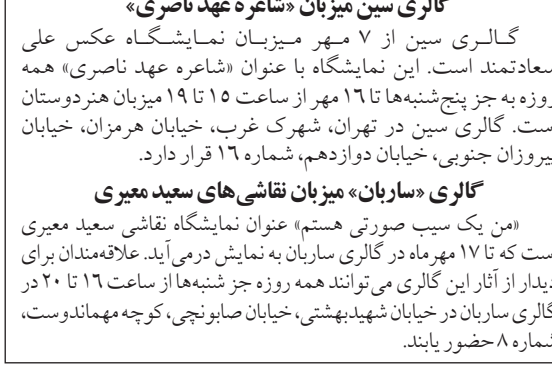 گالری سین میزبان «شاعره عهد ناصری»
گالری سین از ۷ مهر میزبان نمایشگاه عکس علی
سعادتمند است. این نمایشگاه با عنوان «شاعره عهد ناصری» همه
روزه به جز پنج‌شنبه‌ها تا ۱۶ مهر از ساعت ۱۵ تا ۱۹ میزبان هنردوستان
است. گالری سین در تهران، شهرک غرب، خیابان هرمزان، خیابان
پیروزان جنوبی، خیابان دوازدهم، شماره ۱۶ قرار دارد.
گالری «ساربان» میزبان نقاشی‌های سعید معیری
«من یک سیب صورتی هستم» عنوان نمایشگاه نقاشی سعید معیری
است که تا ۱۷ مهرماه در گالری ساربان به نمایش درمی‌آید. علاقه‌مندان برای
دیدار از آثار این گالری می‌توانند همه روزه جز شنبه‌ها از ساعت ۱۶ تا ۲۰ در
گالری ساربان در خیابان شهیدبهشتی، خیابان صابونچی، کوچه مهماندوست،
شماره ۸ حضور یابند.